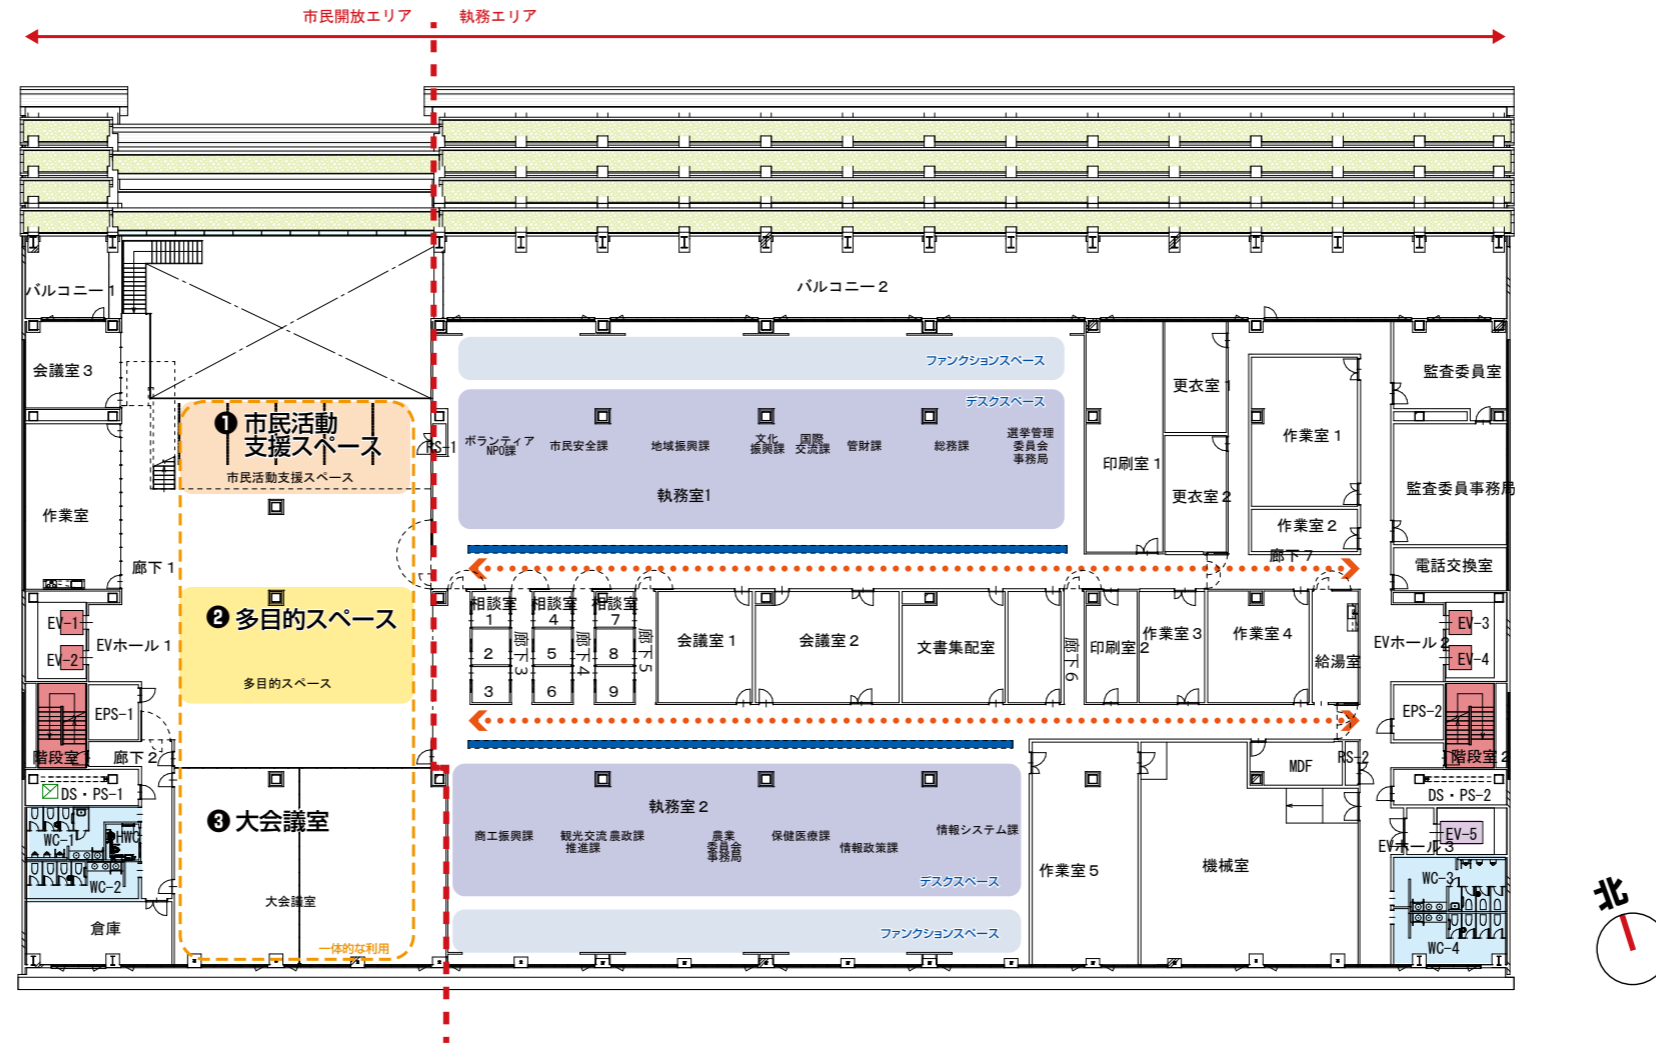 市民開放エリア
執務エリア
バルコニー1
バルコニー2
会議室3
ファンクションスペース
デスクスペース
更衣室1
監査委員室
❶市民活動
支援スペース
市民活動支援スペース
PS-1
ボランティア
NPO課
市民安全課
地域振興課
文化
振興課
国際
交流課
管財課
総務課
選挙管理
委員会
事務局
執務室1
印刷室1
更衣室2
作業室1
作業室2
監査委員事務局
作業室
廊下1
廊下7
電話交換室
❷多目的スペース
多目的スペース
EV-1
EV-2
EVホール1
相談室
1
2
3
廊下3
相談室
4
5
6
廊下4
相談室
7
8
9
廊下5
会議室1
会議室2
文書集配室
廊下6
印刷室2
作業室3
作業室4
給湯室
EVホール2
EV-3
EV-4
EPS-1
EPS-2
階段室1
廊下2
MDF
PS-2
階段室2
DS・PS-1
DS・PS-2
❸大会議室
大会議室
執務室2
商工振興課
観光交流
推進課
農政課
農業
委員会
事務局
保健医療課
情報政策課
情報システム課
デスクスペース
ファンクションスペース
作業室5
機械室
EV-5
EVホール3
WC-1
HWC
WC-2
WC-3
WC-4
倉庫
一体的な利用
北